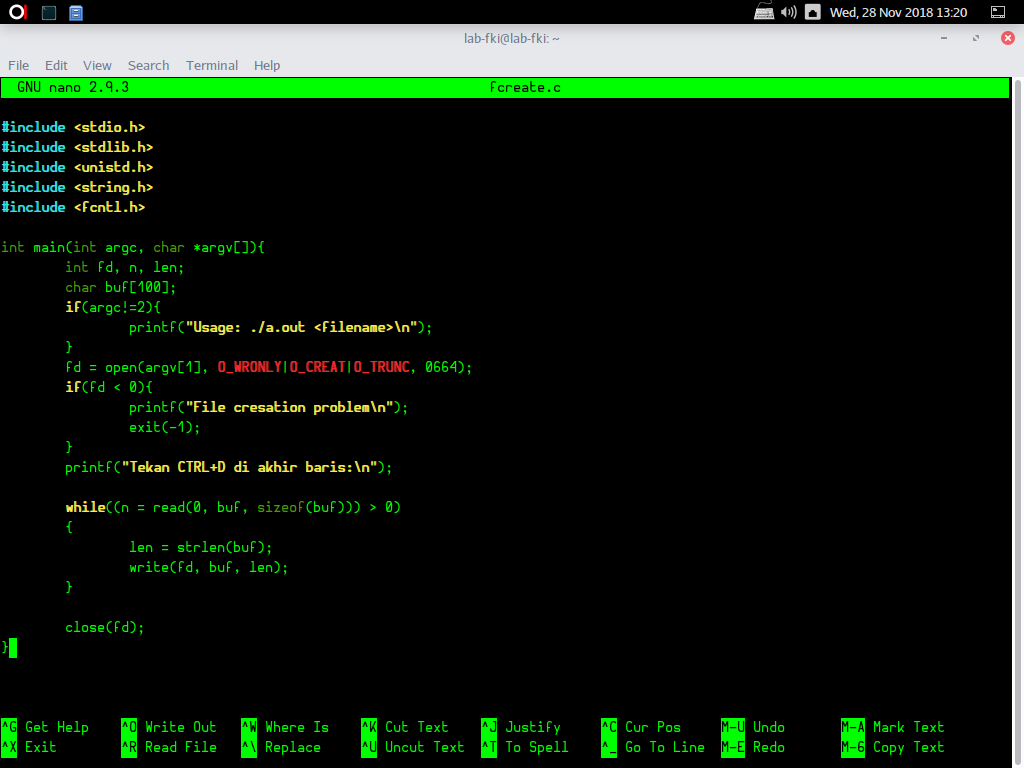 Wed, 28 Nov 2018 13:20
lab-fki@lab-fki: ~
File Edit View Search Terminal Help
GNU nano 2.9.3 fcreate.c
#include <stdio.h>
#include <stdlib.h>
#include <unistd.h>
#include <string.h>
#include <fcntl.h>
int main(int argc, char *argv[]){
int fd, n, len;
char buf[100];
if(argc!=2){
printf("Usage: ./a.out <filename>\n");
}
fd = open(argv[1], O_WRONLY|O_CREAT|O_TRUNC, 0664);
if(fd < 0){
printf("File cresation problem\n");
exit(-1);
}
printf("Tekan CTRL+D di akhir baris:\n");
while((n = read(0, buf, sizeof(buf))) > 0)
{
len = strlen(buf);
write(fd, buf, len);
}
close(fd);
}
^G Get Help ^O Write Out ^W Where Is ^K Cut Text ^J Justify ^C Cur Pos M-U Undo M-A Mark Text
^X Exit ^R Read File ^\ Replace ^U Uncut Text ^T To Spell ^_ Go To Line M-E Redo M-6 Copy Text